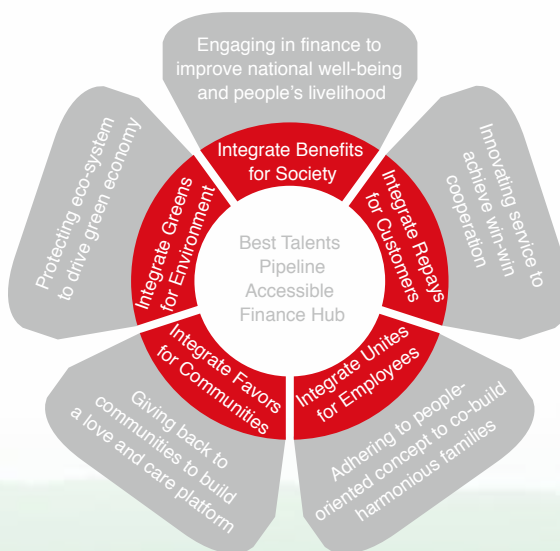 Engaging in finance to
improve national well-being
and people's livelihood
Integrate Benefits
for Society
Innovating service to
achieve win-win
cooperation
Integrate Repays
for Customers
Adhering to people-
oriented concept to co-build
harmonious families
Integrate Unites
for Employees
Giving back to
communities to build
a love and care platform
Integrate Favors
for Communities
Protecting eco-system
to drive green economy
Integrate Greens
for Environment
Best Talents
Pipeline
Accessible
Finance Hub